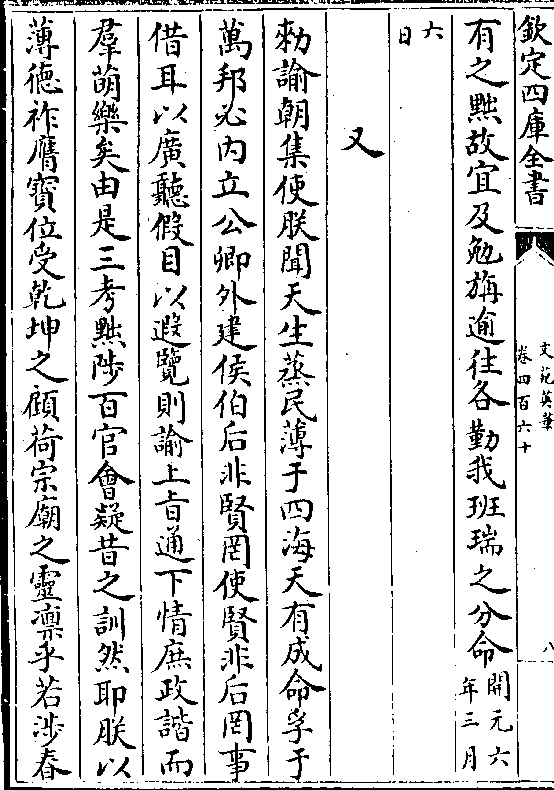 欽定四庫全書
文苑英華
卷四百六十
八
有之黜故宜及勉旃逾往各勤我班瑞之分命開元六年三月
六日
又
勑諭朝集使朕聞天生蒸民薄于四海天有成命孚于
萬邦必内立公卿外建侯伯后非賢罔使賢非后罔事
借耳以廣聽假目以遐覽則諭上旨通下情庶政諧而
羣萌樂矣由是三考黜陟百官會疑昔之訓然耶朕以
薄徳祚膺寳位受乾坤之顧荷宗廟之靈凛乎若涉春